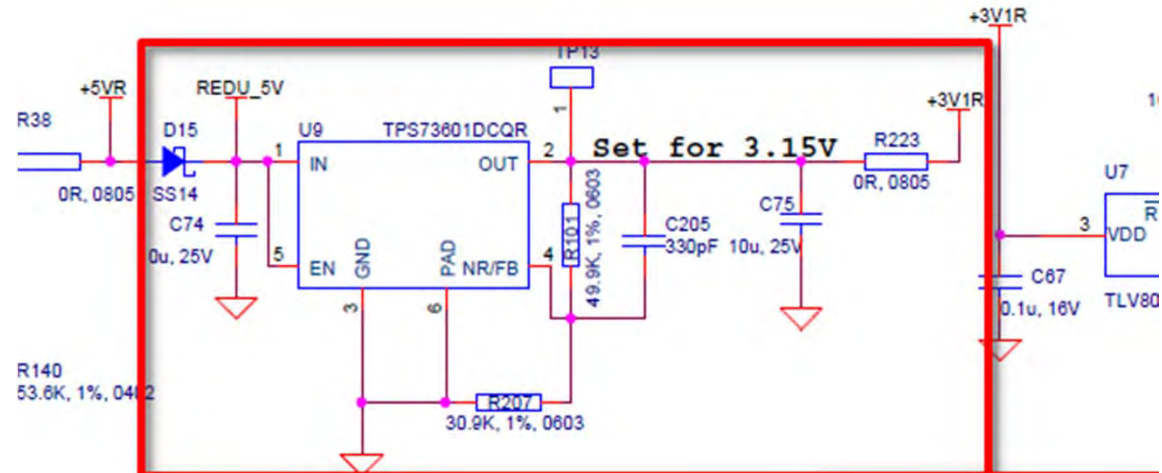 +3V1R
TP13
+5VR
REDU_5V
+3V1R
R38
D15
U9
TPS73601DCQR
1
Set for 3.15V
R223
1
IN
OUT
2
0R, 0805
SS14
0R, 0805
U7
C74
0u, 25V
R101
49.9K, 1%, 0603
C205
330pF
C75
10u, 25V
3
VDD
R
5
EN
GND
PAD
NR/FB
4
C67
0.1u, 16V
TLV80
3
6
R140
53.6K, 1%, 0402
R207
30.9K, 1%, 0603